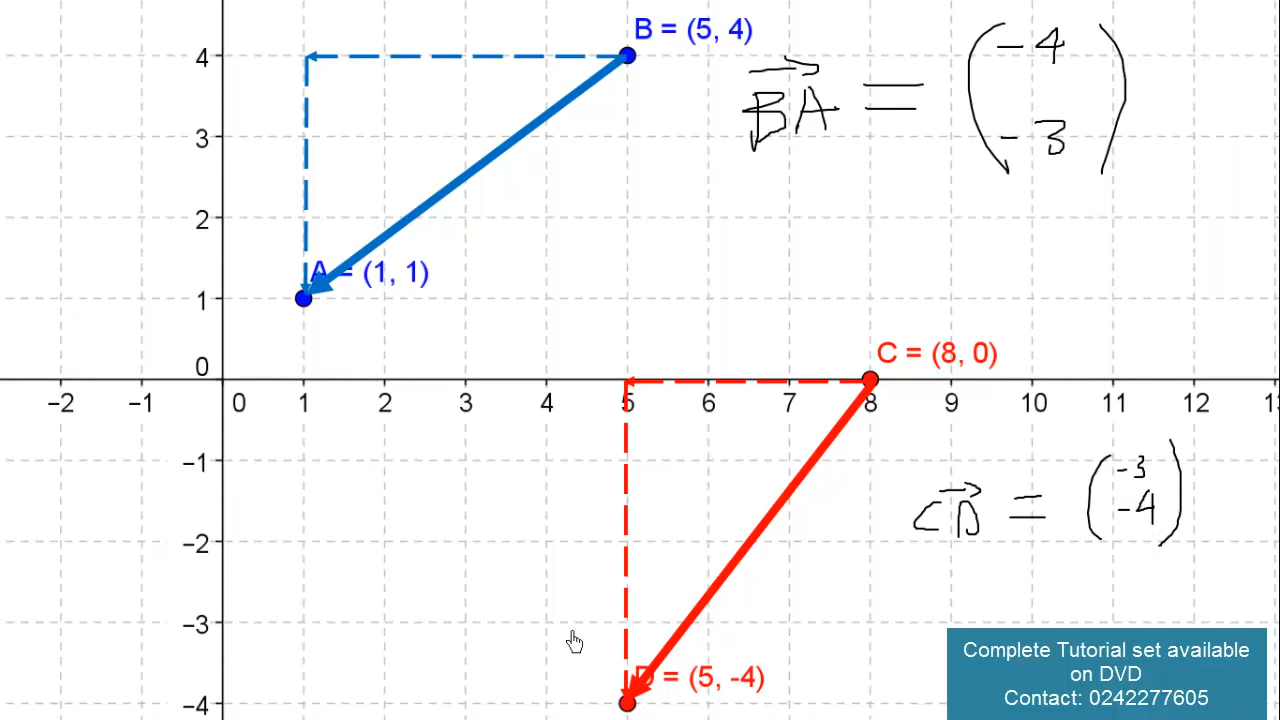 B = (5, 4)
BA = (-4
-3)
A = (1, 1)
C = (8, 0)
CD = (-3
-4)
D = (5, -4)
4
3
2
1
0
-2 -1 0 1 2 3 4 5 6 7 8 9 10 11 12 13
-1
-2
-3
-4
Complete Tutorial set available
on DVD
Contact: 0242277605